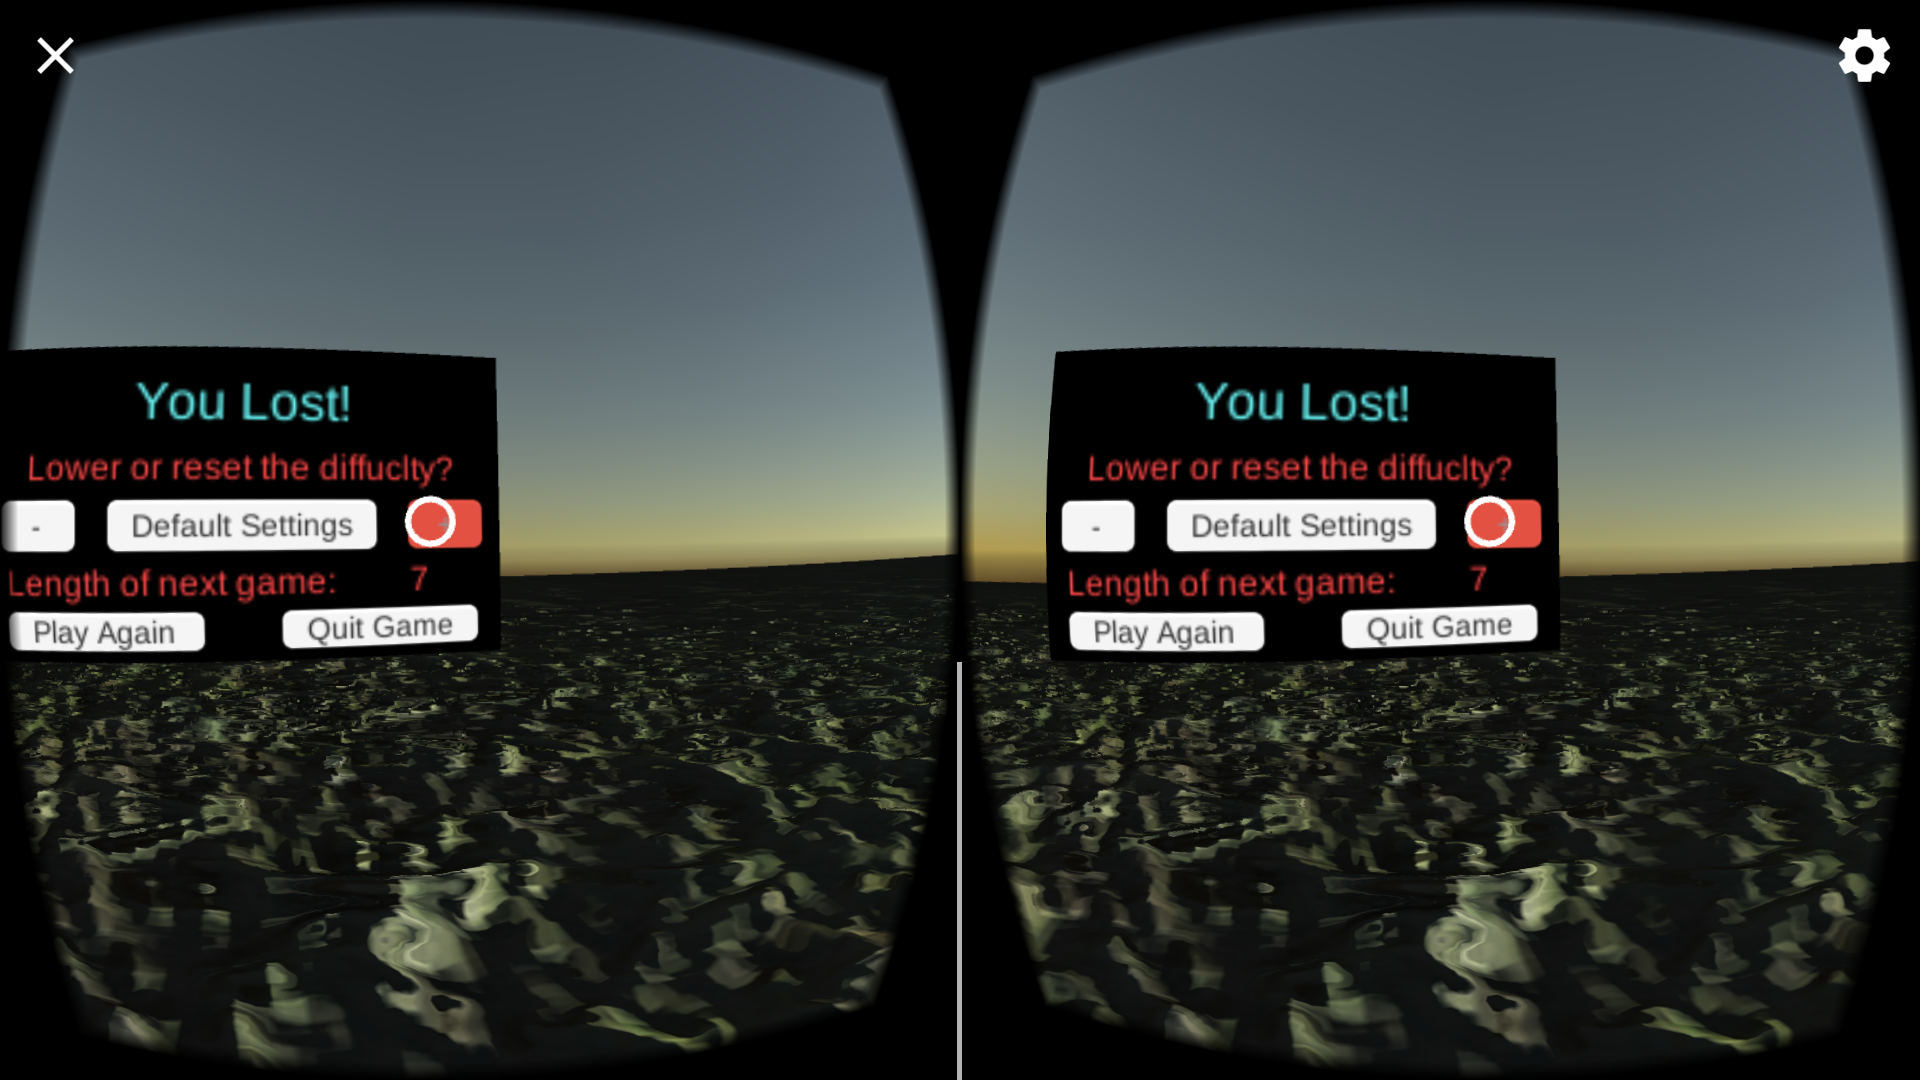 You Lost!
Lower or reset the diffuclty?
- Default Settings +
Length of next game: 7
Play Again Quit Game
You Lost!
Lower or reset the diffuclty?
- Default Settings +
Length of next game: 7
Play Again Quit Game